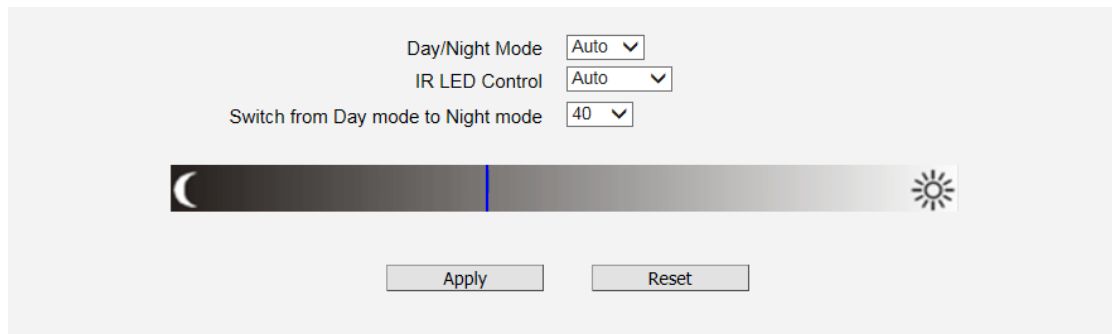 Day/Night Mode Auto
IR LED Control Auto
Switch from Day mode to Night mode 40
Apply Reset